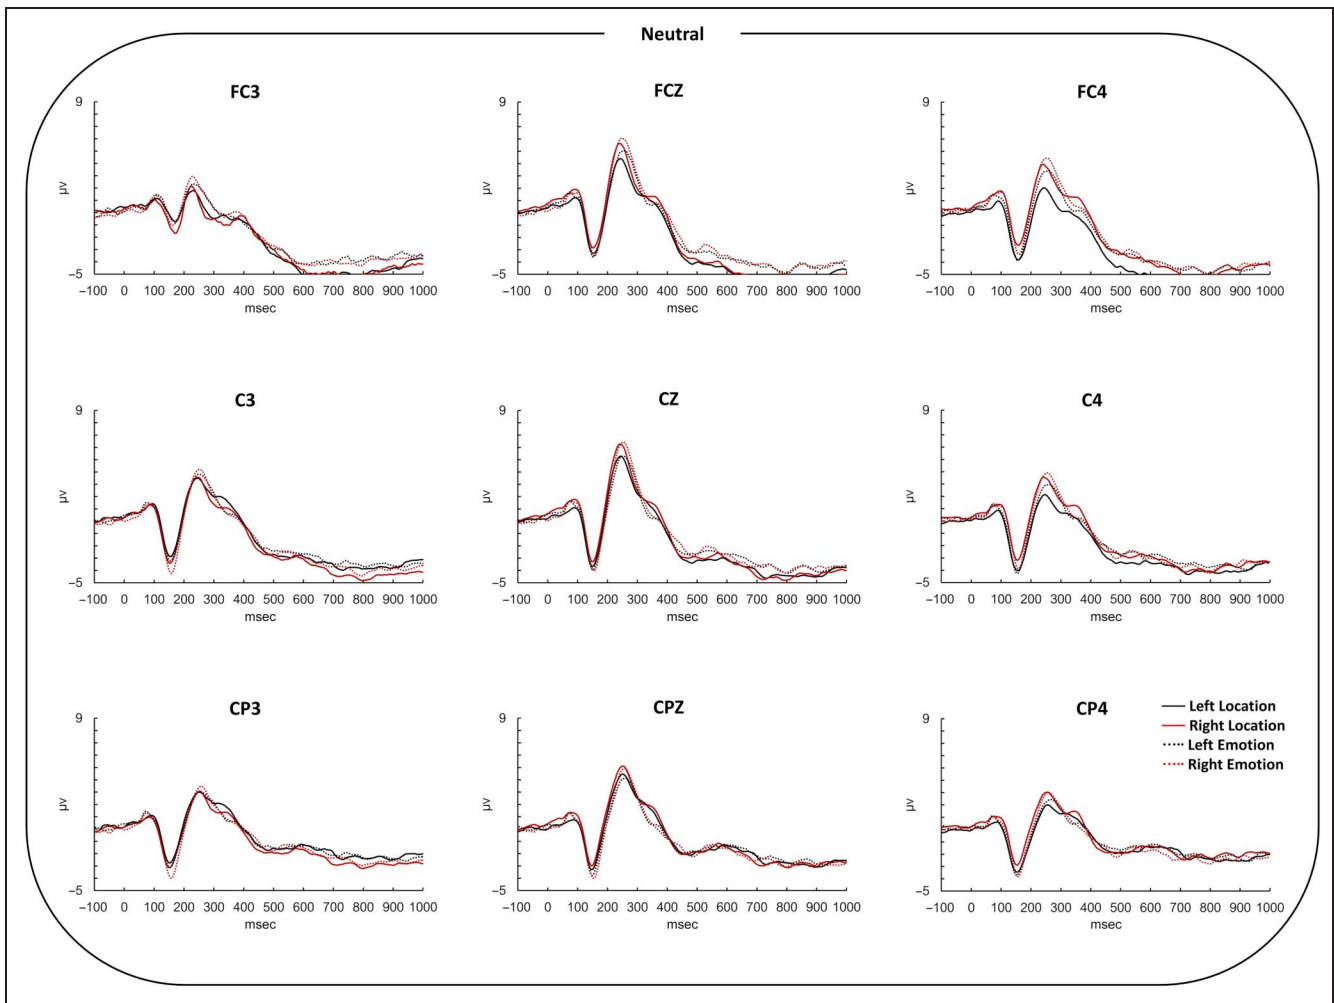 Neutral
FC3
9
μv
−5
−100 0 100 200 300 400 500 600 700 800 900 1000
msec
FCZ
9
μv
−5
−100 0 100 200 300 400 500 600 700 800 900 1000
msec
FC4
9
μv
−5
−100 0 100 200 300 400 500 600 700 800 900 1000
msec
C3
9
μv
−5
−100 0 100 200 300 400 500 600 700 800 900 1000
msec
CZ
9
μv
−5
−100 0 100 200 300 400 500 600 700 800 900 1000
msec
C4
9
μv
−5
−100 0 100 200 300 400 500 600 700 800 900 1000
msec
CP3
9
μv
−5
−100 0 100 200 300 400 500 600 700 800 900 1000
msec
CPZ
9
μv
−5
−100 0 100 200 300 400 500 600 700 800 900 1000
msec
CP4
9
μv
−5
−100 0 100 200 300 400 500 600 700 800 900 1000
msec
Left Location
Right Location
Left Emotion
Right Emotion